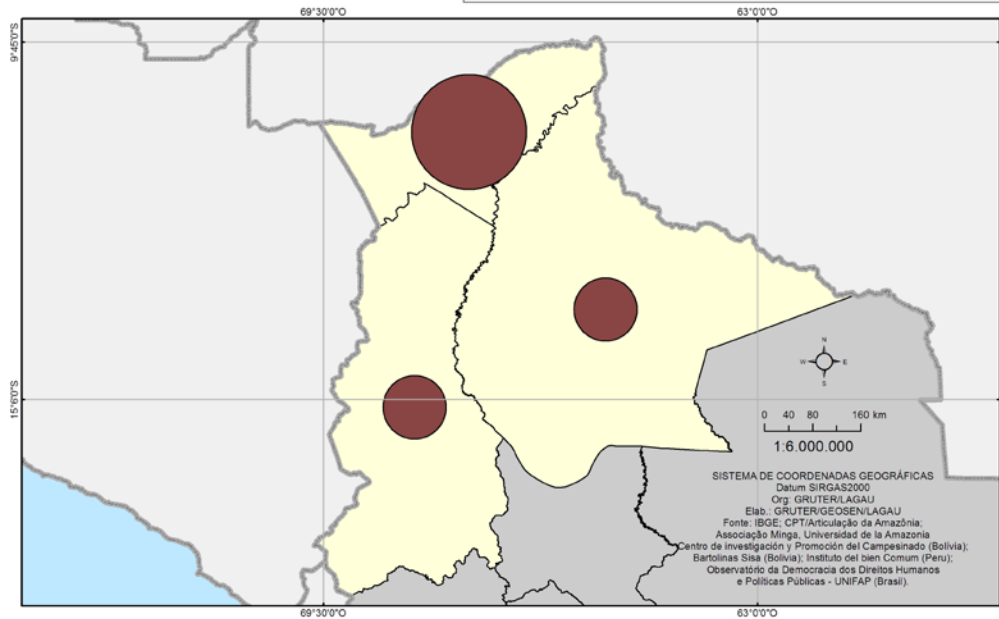 69°30'0"O
63°0'0"O
9°45'0"S
15°6'0"S
N
W
E
S
0 40 80 160 km
1:6.000.000
SISTEMA DE COORDENADAS GEOGRÁFICAS
Datum SIRGAS2000
Org: GRUTER/LAGAU
Elab.: GRUTER/GEOSEN/LAGAU
Fonte: IBGE; CPT/Articulação da Amazônia;
Associação Minga, Universidad de la Amazonia
Centro de investigación y Promoción del Campesinado (Bolívia);
Bartolinas Sisa (Bolívia); Instituto del bien Comum (Peru);
Observatório da Democracia dos Direitos Humanos
e Políticas Públicas - UNIFAP (Brasil).
69°30'0"O
63°0'0"O